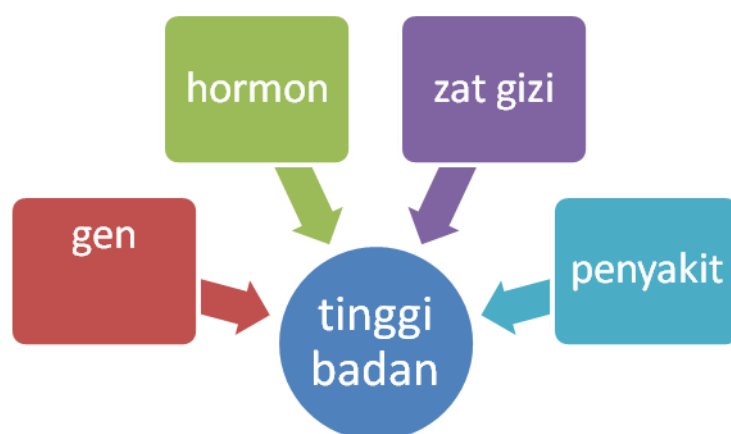 hormon
zat gizi
gen
penyakit
tinggi
badan